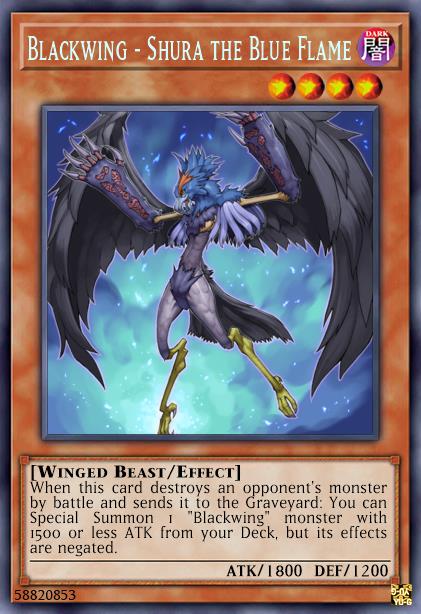 Blackwing - Shura the Blue Flame
DARK
闇
[Winged Beast/Effect]
When this card destroys an opponent's monster
by battle and sends it to the Graveyard: You can
Special Summon 1 "Blackwing" monster with
1500 or less ATK from your Deck, but its effects
are negated.
ATK/1800 DEF/1200
58820853